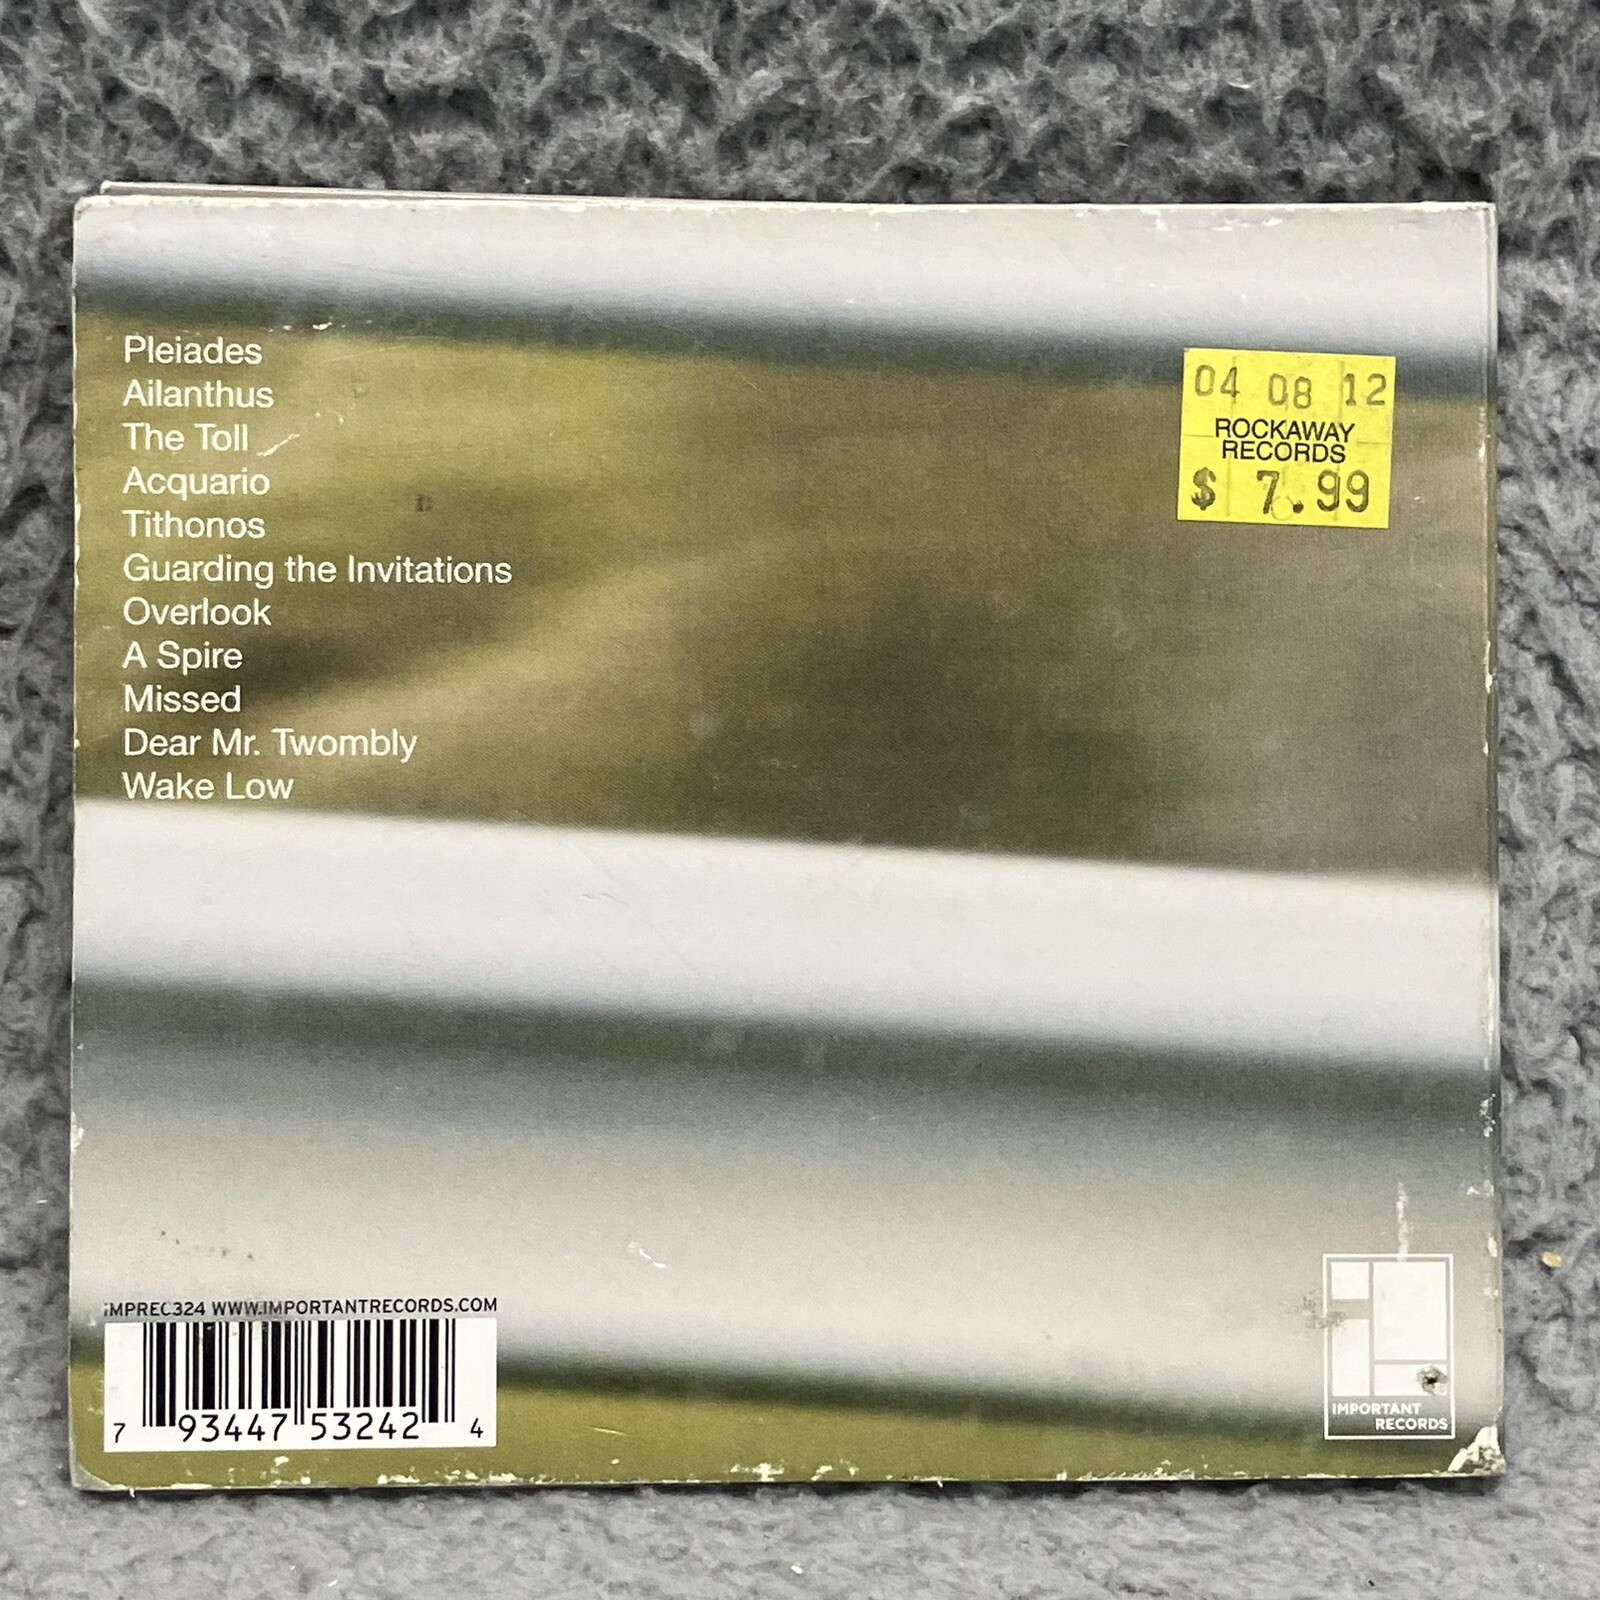 Pleiades
Ailanthus
The Toll
Acquario
Tithonos
Guarding the Invitations
Overlook
A Spire
Missed
Dear Mr. Twombly
Wake Low
04 08 12
ROCKAWAY
RECORDS
$ 7.99
IMPREC324 WWW.IMPORTANTRECORDS.COM
7 93447 53242 4
IMPORTANT
RECORDS